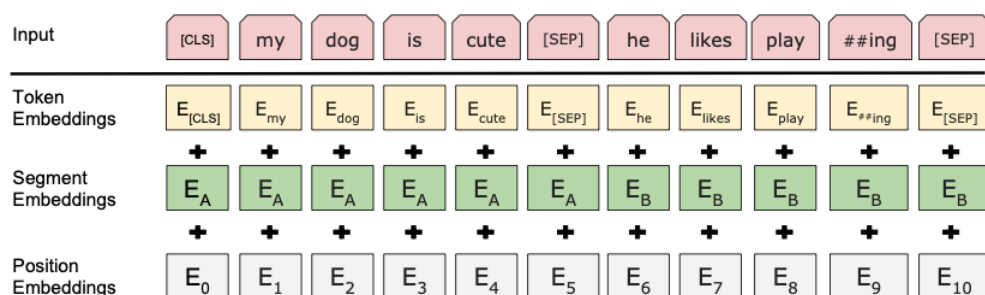 Input [CLS] my dog is cute [SEP] he likes play ##ing [SEP]
Token
Embeddings E[CLS] Emy Edog Eis Ecute E[SEP] Ehe Elikes Eplay E##ing E[SEP]
+ + + + + + + + + + +
Segment
Embeddings EA EA EA EA EA EA EB EB EB EB EB
+ + + + + + + + + + +
Position
Embeddings E0 E1 E2 E3 E4 E5 E6 E7 E8 E9 E10